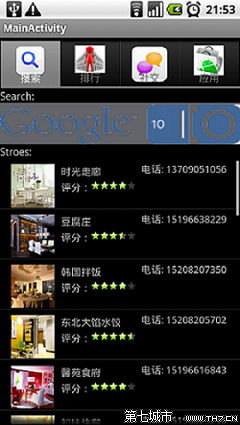 21:53
MainActivity
搜索 排行 社交 应用
Search:
Google 10
Stroes:
时光走廊 电话: 13709051056
评分：
豆腐庄 电话: 15196638229
评分：
韩国拌饭 电话: 15208207350
评分：
东北大馅水饺 电话: 15208205702
评分：
馨苑食府 电话: 15196616843
评分：
第七城市 www.TH7.CN